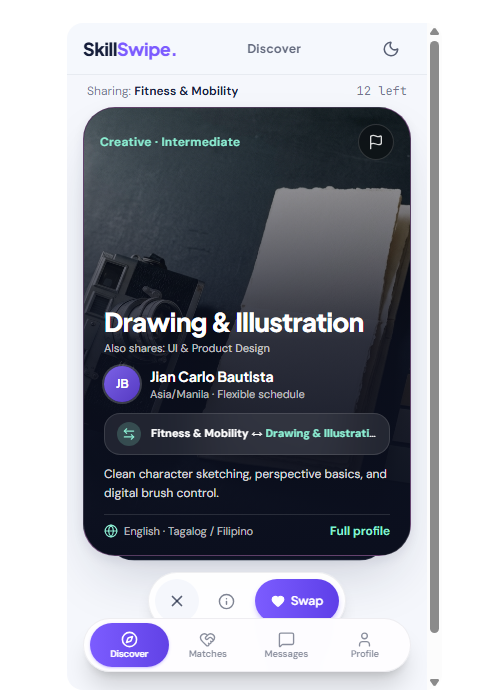 SkillSwipe.
Discover
Sharing: Fitness & Mobility
12 left
Creative · Intermediate
Drawing & Illustration
Also shares: UI & Product Design
JB
Jian Carlo Bautista
Asia/Manila · Flexible schedule
Fitness & Mobility ↔ Drawing & Illustrati...
Clean character sketching, perspective basics, and
digital brush control.
English · Tagalog / Filipino
Full profile
Swap
Discover
Matches
Messages
Profile